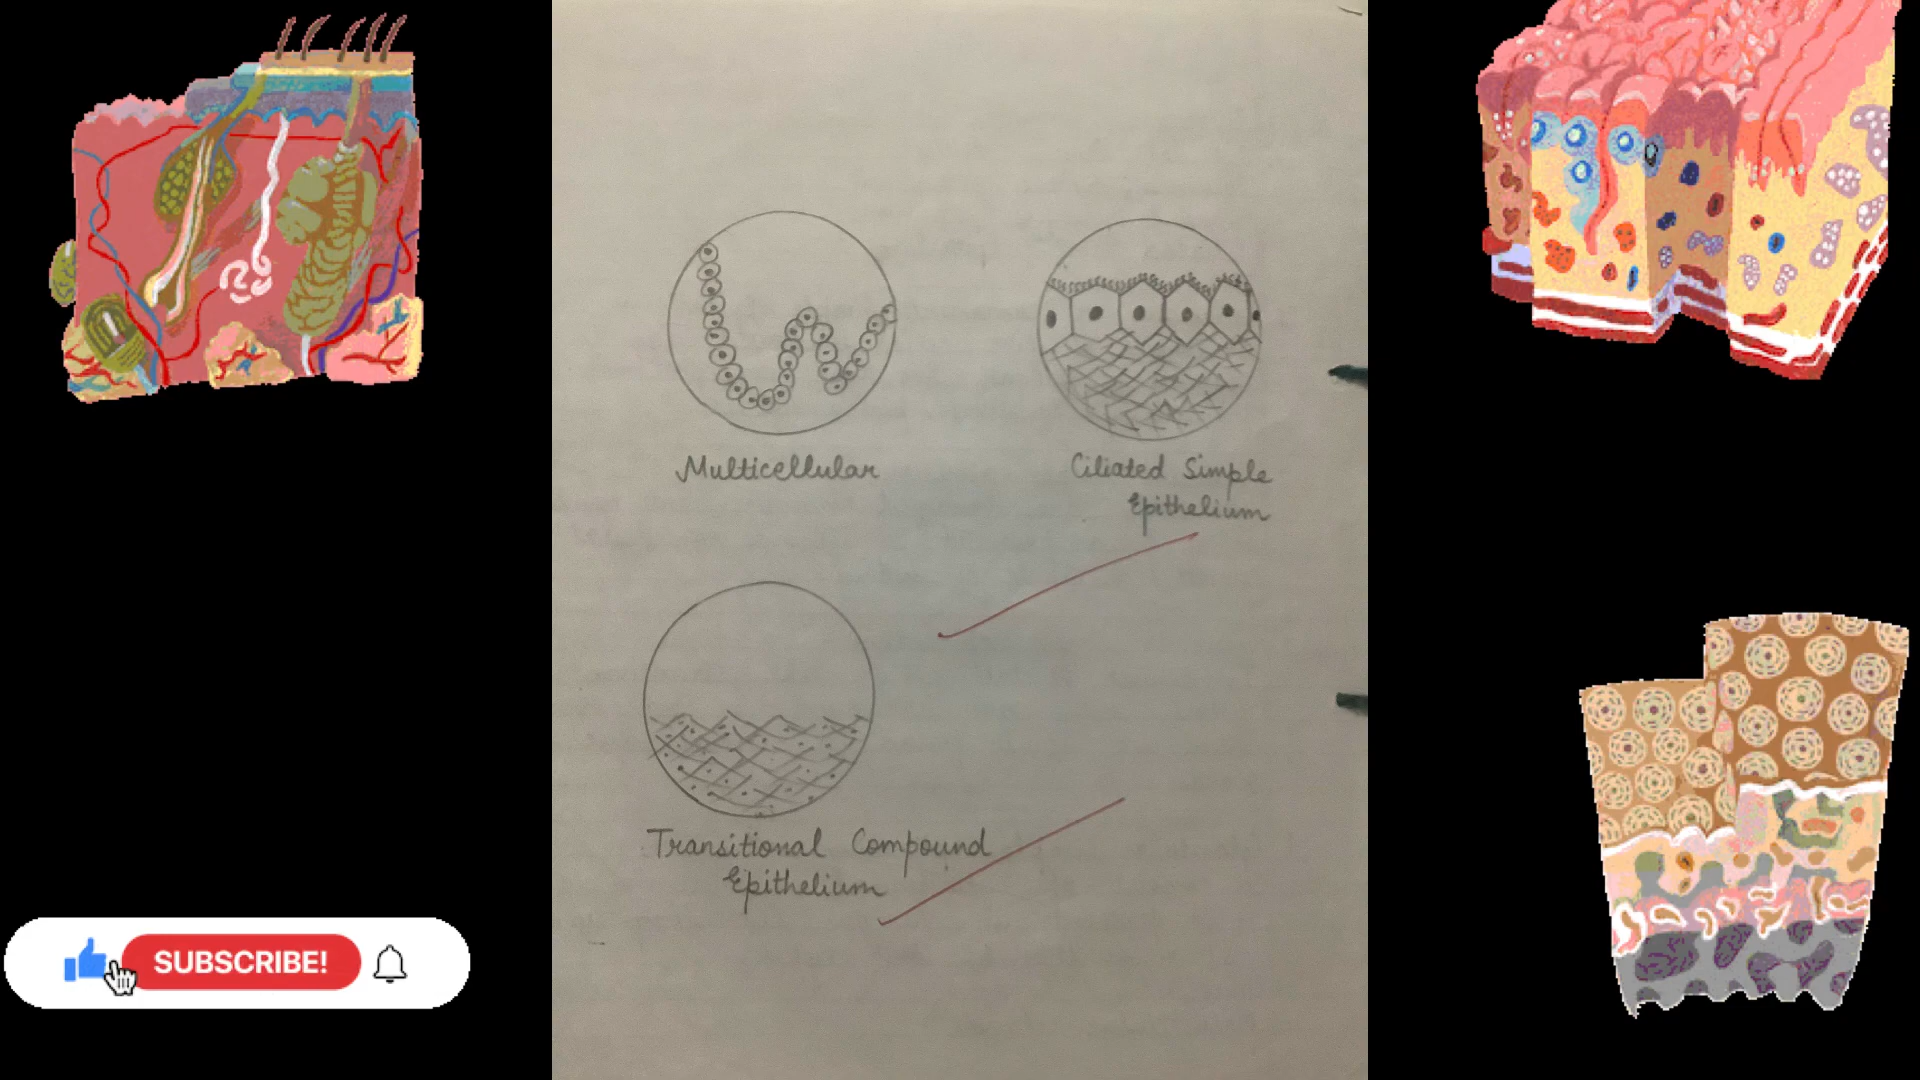 Multicellular
Ciliated Simple
Epithelium
Transitional Compound
Epithelium
SUBSCRIBE!